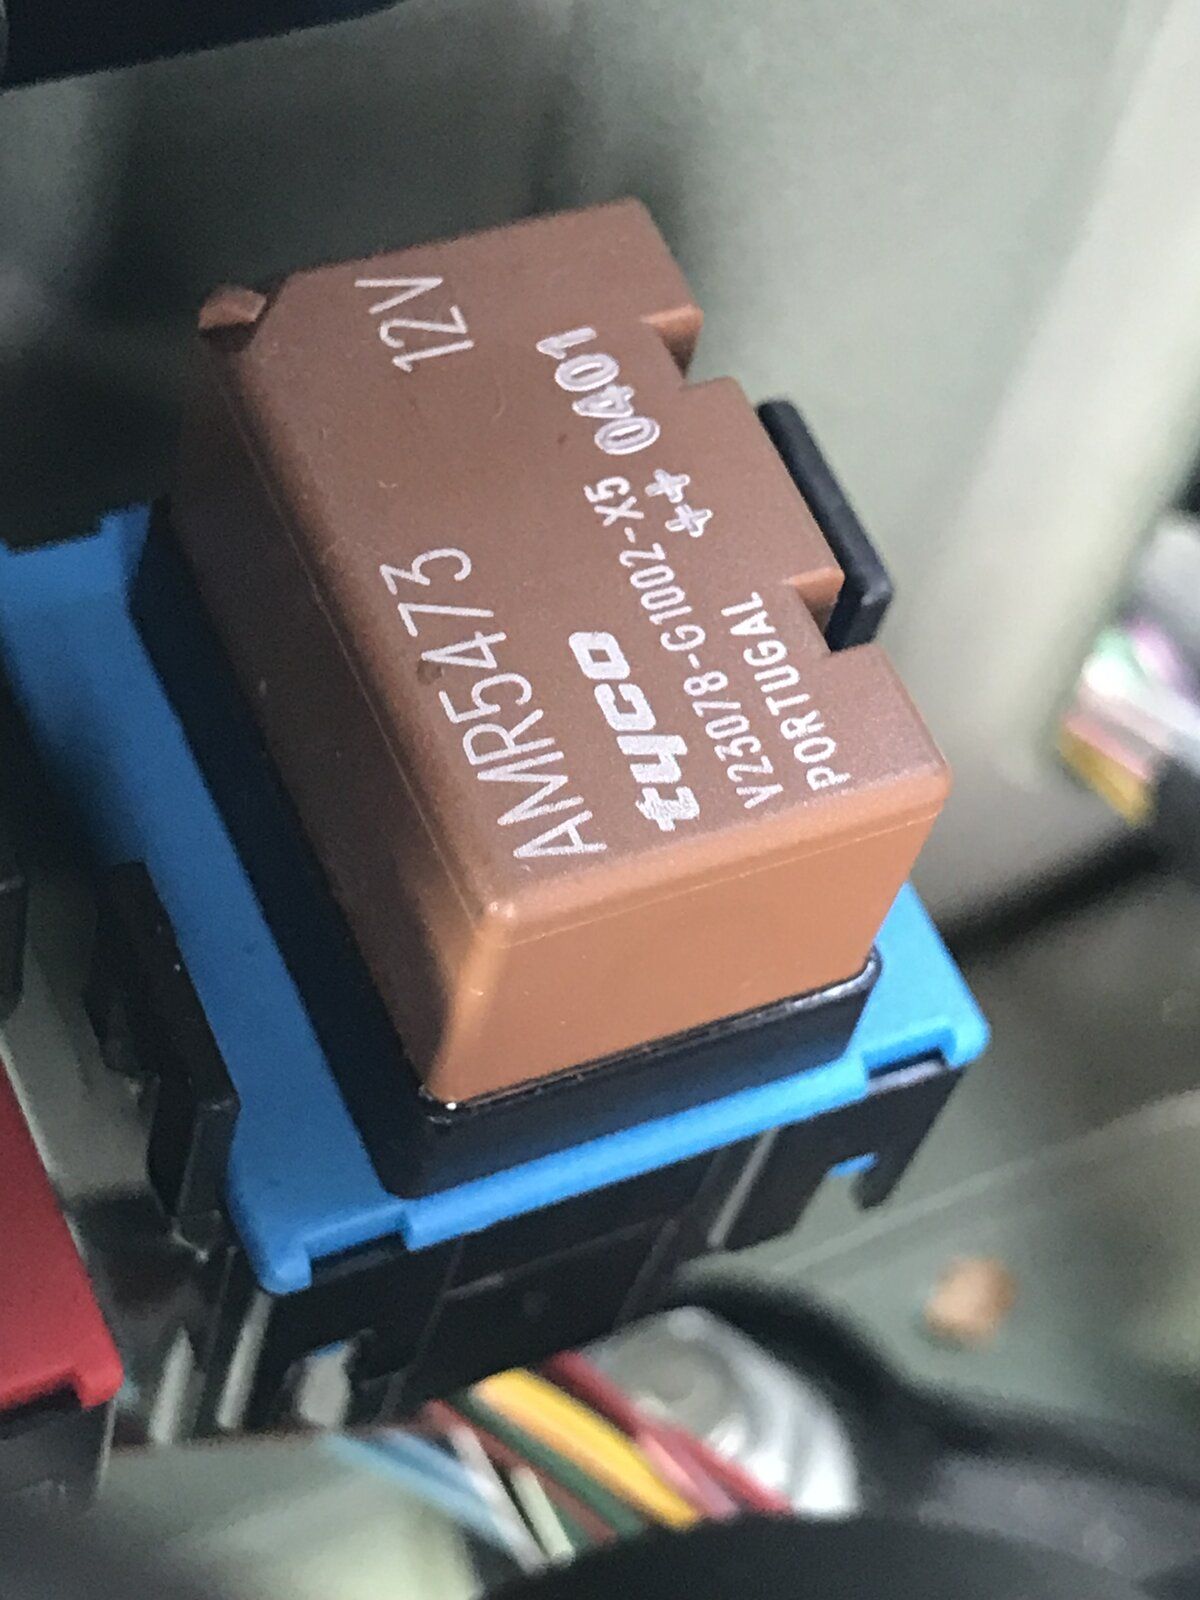 AMR5473 12V
tyco
V23078-G1002-X5 0401
PORTUGAL ++